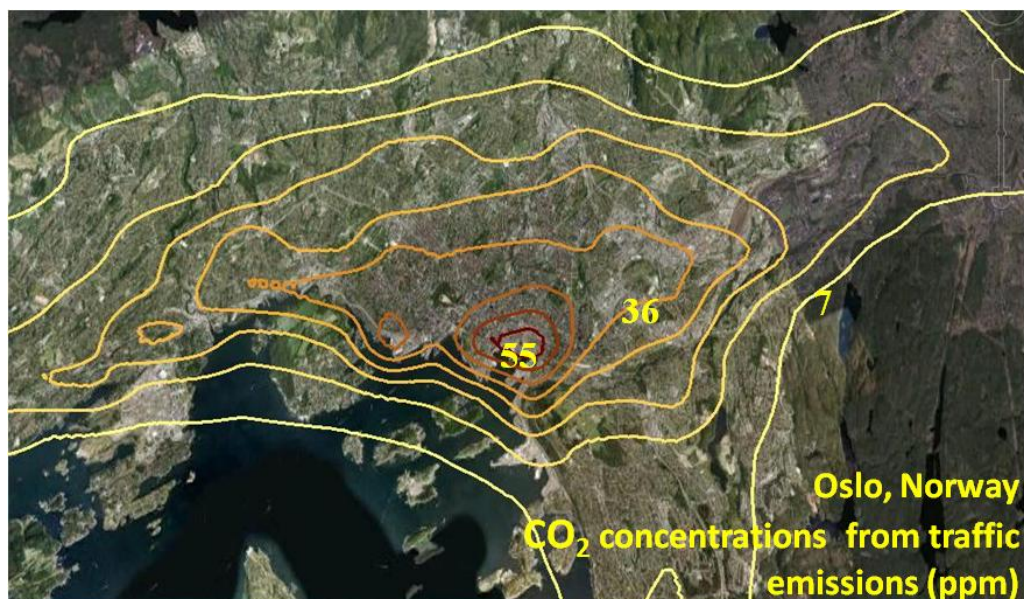 36
7
55
Oslo, Norway
CO₂ concentrations from traffic
emissions (ppm)